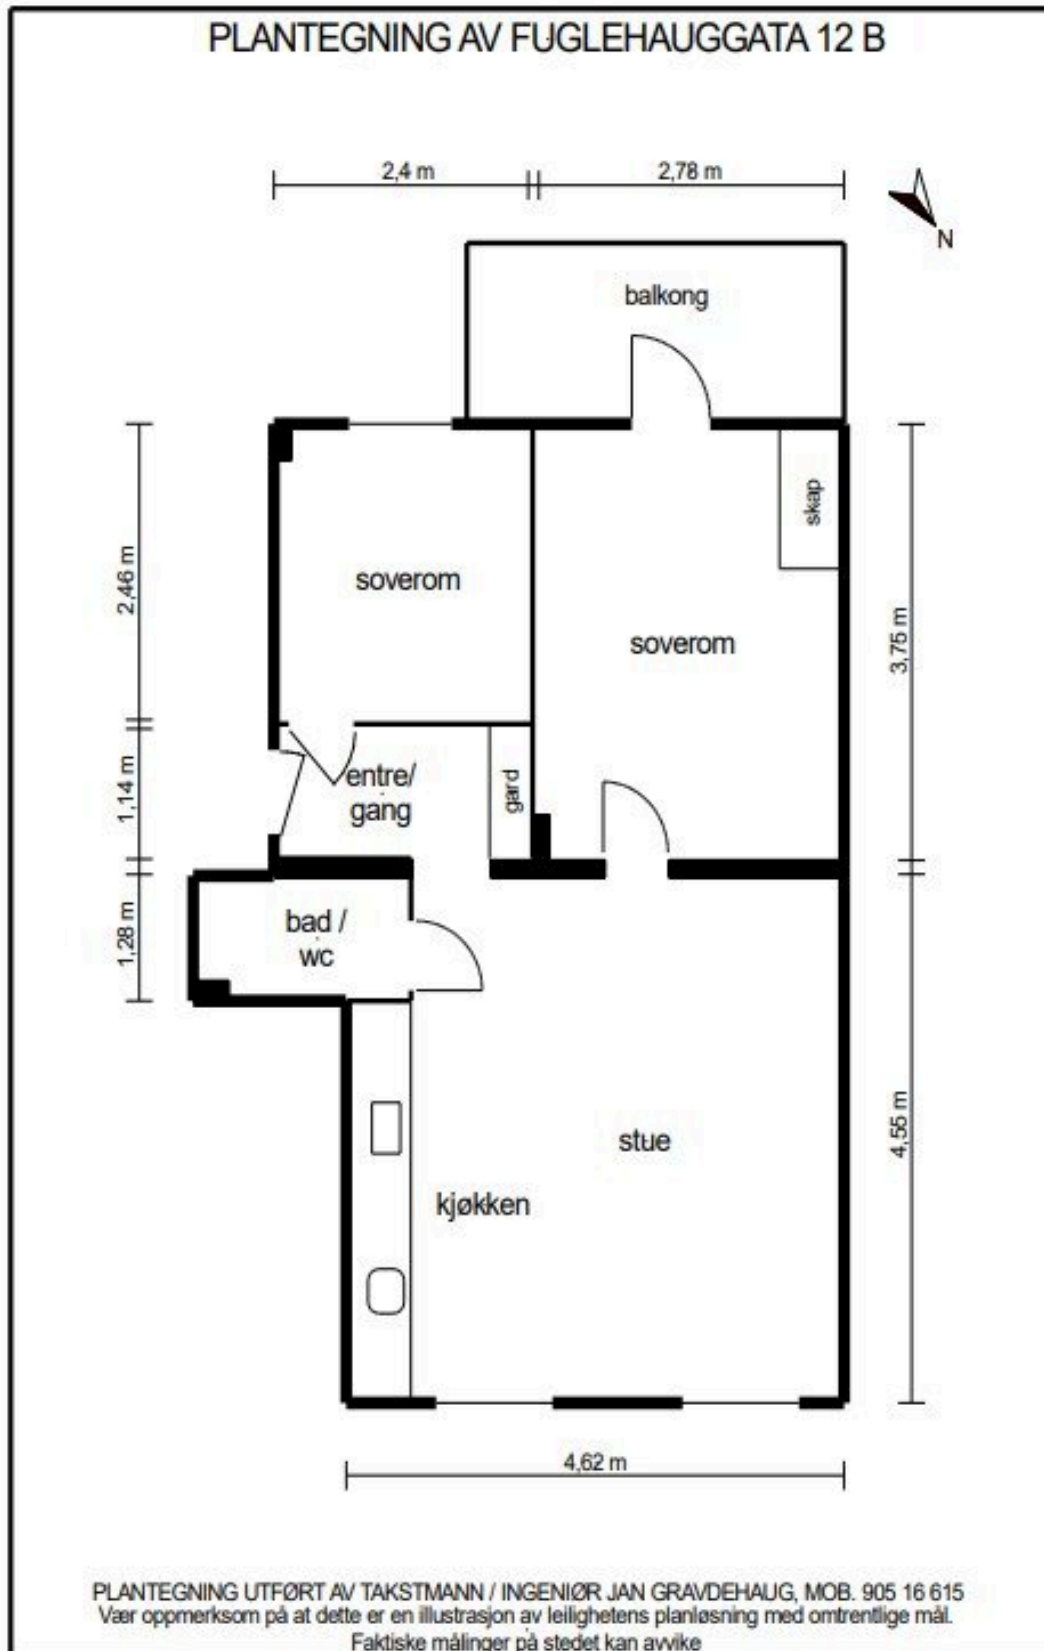 PLANTEGNING AV FUGLEHAUGGATA 12 B
2,4 m
2,78 m
N
balkong
skap
2,46 m
soverom
soverom
3,75 m
1,14 m
entre/
gang
gard
1,28 m
bad /
wc
stue
4,55 m
kjøkken
4,62 m
PLANTEGNING UTFØRT AV TAKSTMANN / INGENIØR JAN GRAVDEHAUG, MOB. 905 16 615
Vær oppmerksom på at dette er en illustrasjon av leilighetens planløsning med omtrentlige mål.
Faktiske målinger på stedet kan avvike